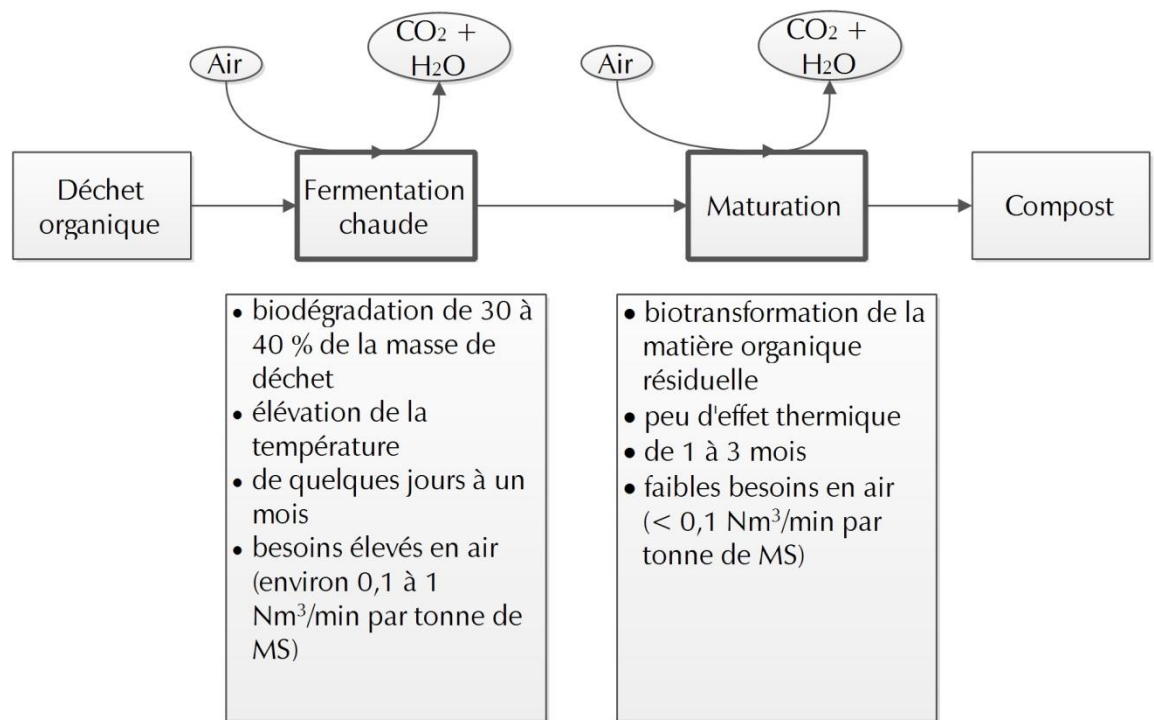 Air
CO₂ +
H₂O
Air
CO₂ +
H₂O
Déchet
organique
Fermentation
chaude
Maturation
Compost
• biodégradation de 30 à
40 % de la masse de
déchet
• élévation de la
température
• de quelques jours à un
mois
• besoins élevés en air
(environ 0,1 à 1
Nm³/min par tonne de
MS)
• biotransformation de la
matière organique
résiduelle
• peu d'effet thermique
• de 1 à 3 mois
• faibles besoins en air
(< 0,1 Nm³/min par
tonne de MS)